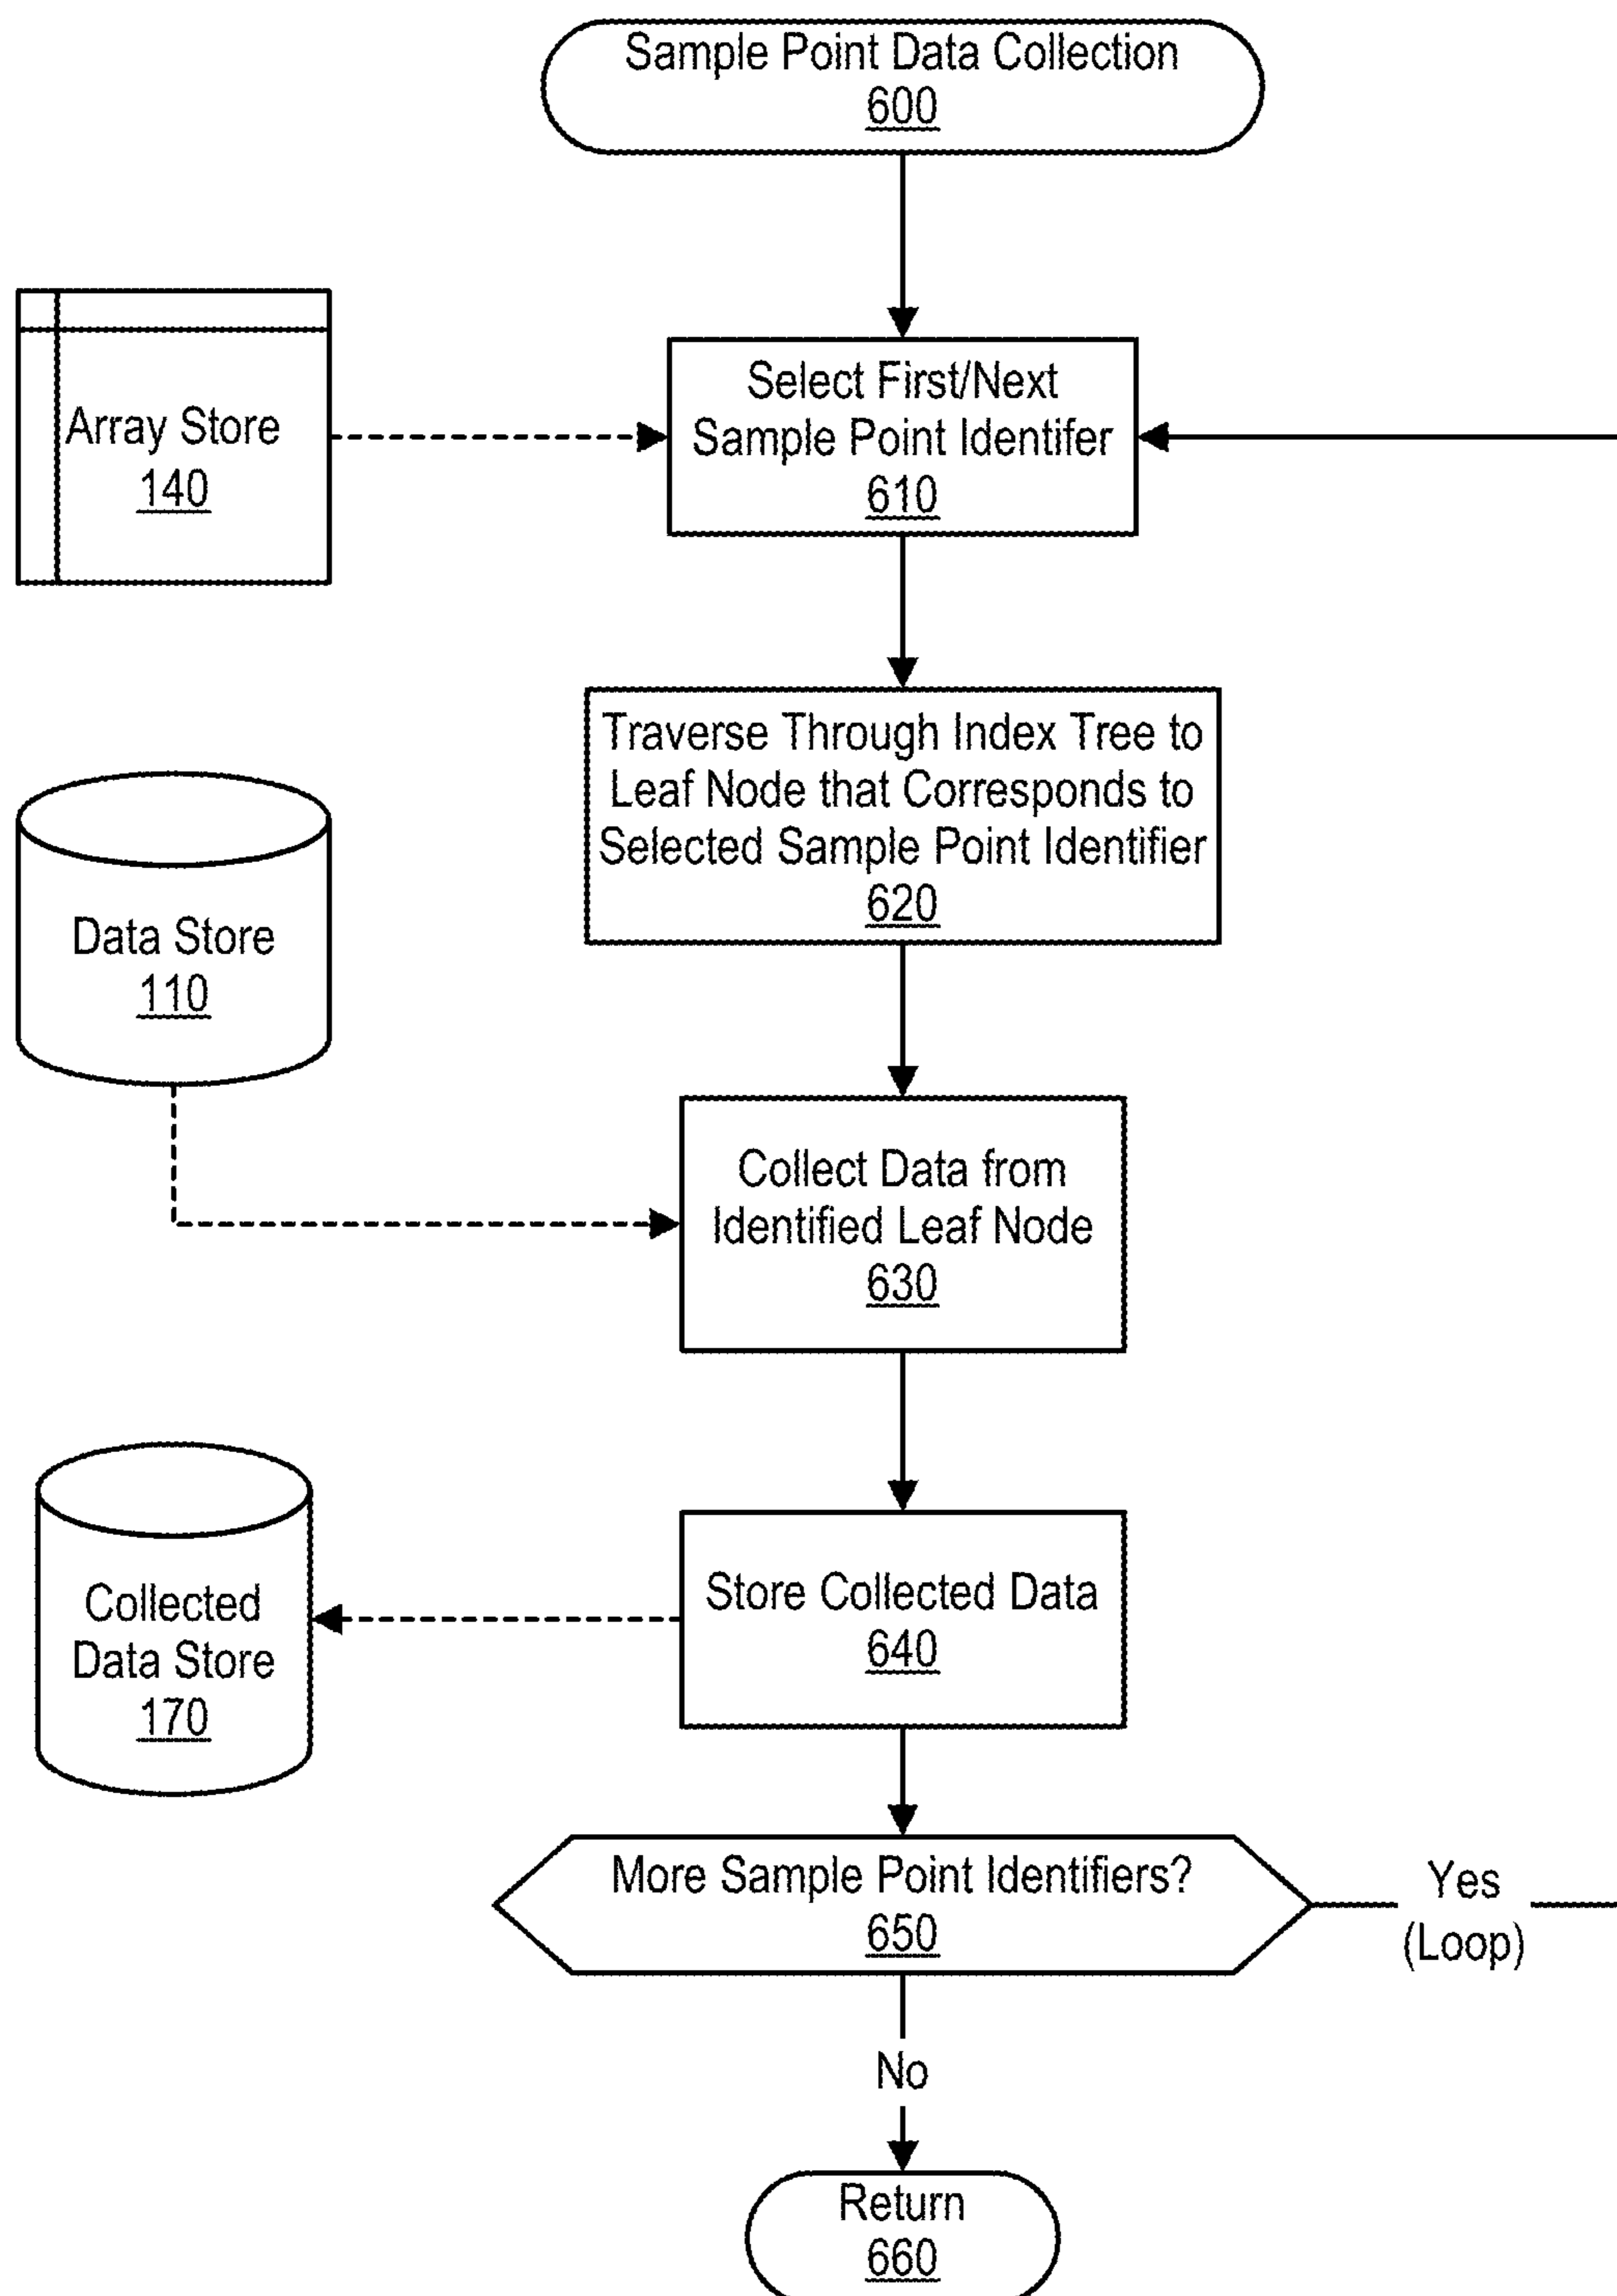 Sample Point Data Collection
600
Array Store
140
Select First/Next
Sample Point Identifer
610
Traverse Through Index Tree to
Leaf Node that Corresponds to
Selected Sample Point Identifier
620
Data Store
110
Collect Data from
Identified Leaf Node
630
Collected
Data Store
170
Store Collected Data
640
More Sample Point Identifiers?
650
Yes
(Loop)
No
Return
660